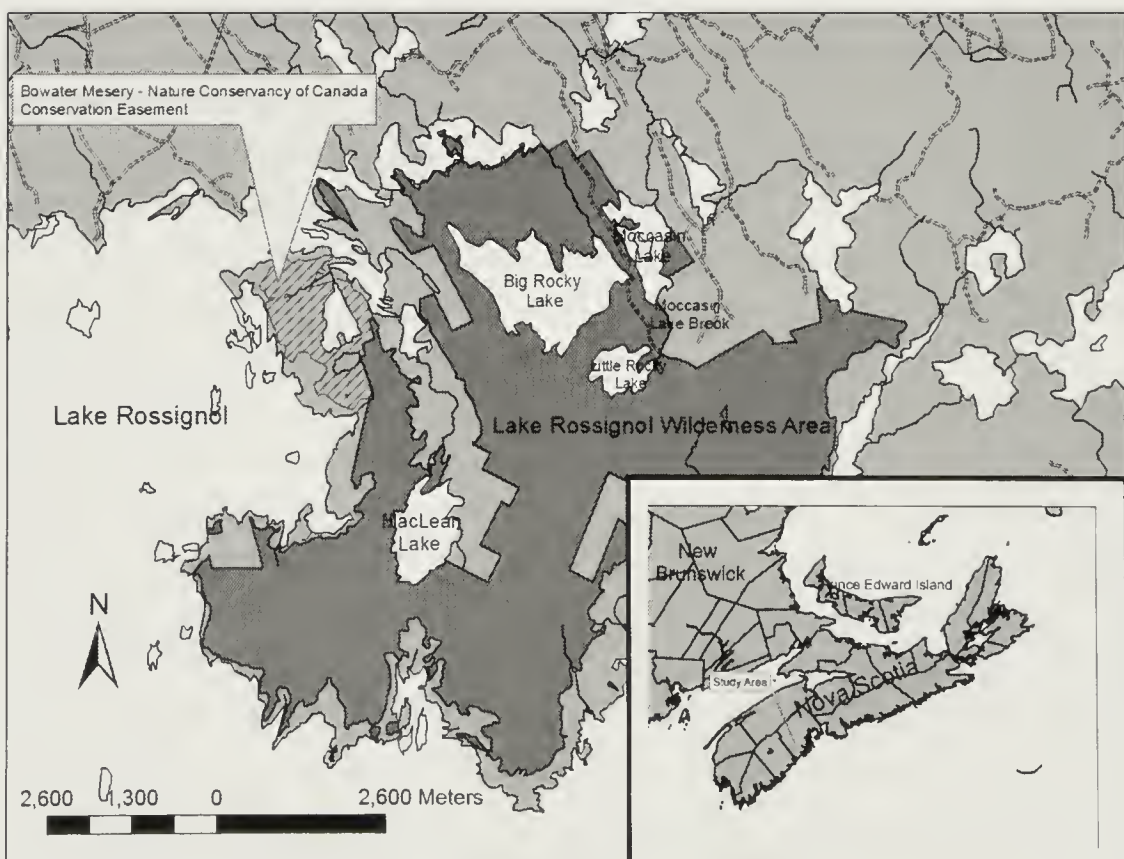 Bowater Mesery - Nature Conservancy of Canada
Conservation Easement
Moccasin
Lake
Big Rocky
Lake
Moccasin
Lake Brook
Little Rocky
Lake
Lake Rossignol
Lake Rossignol Wilderness Area
MacLean
Lake
N
2,600 1,300 0 2,600 Meters
New
Brunswick
Prince Edward Island
Study Area
Nova Scotia